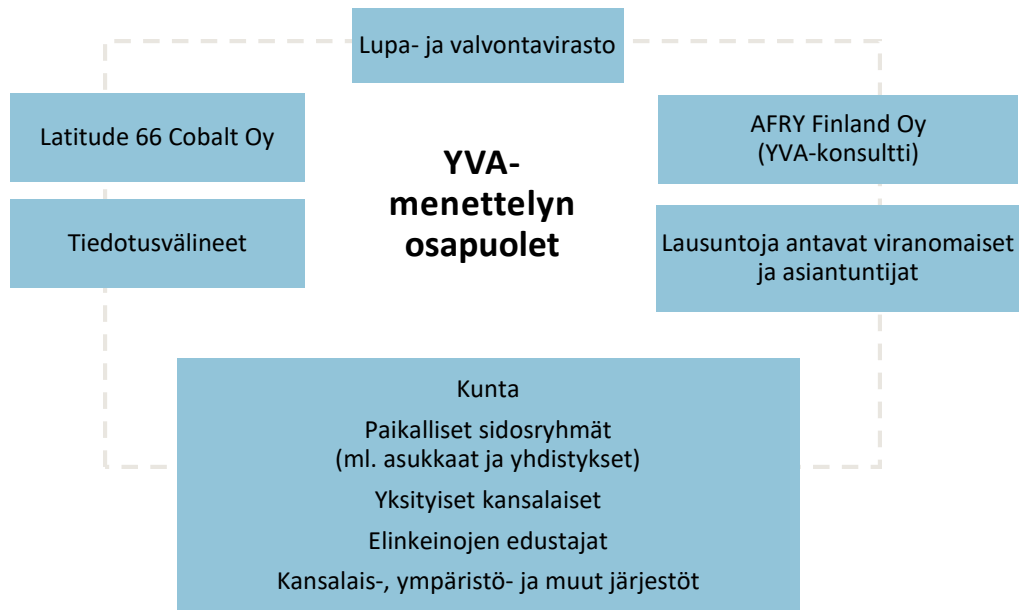 Lupa- ja valvontavirasto
Latitude 66 Cobalt Oy
AFRY Finland Oy
(YVA-konsultti)
YVA-
menettelyn
osapuolet
Tiedotusvälineet
Lausuntoja antavat viranomaiset
ja asiantuntijat
Kunta
Paikalliset sidosryhmät
(ml. asukkaat ja yhdistykset)
Yksityiset kansalaiset
Elinkeinojen edustajat
Kansalais-, ympäristö- ja muut järjestöt